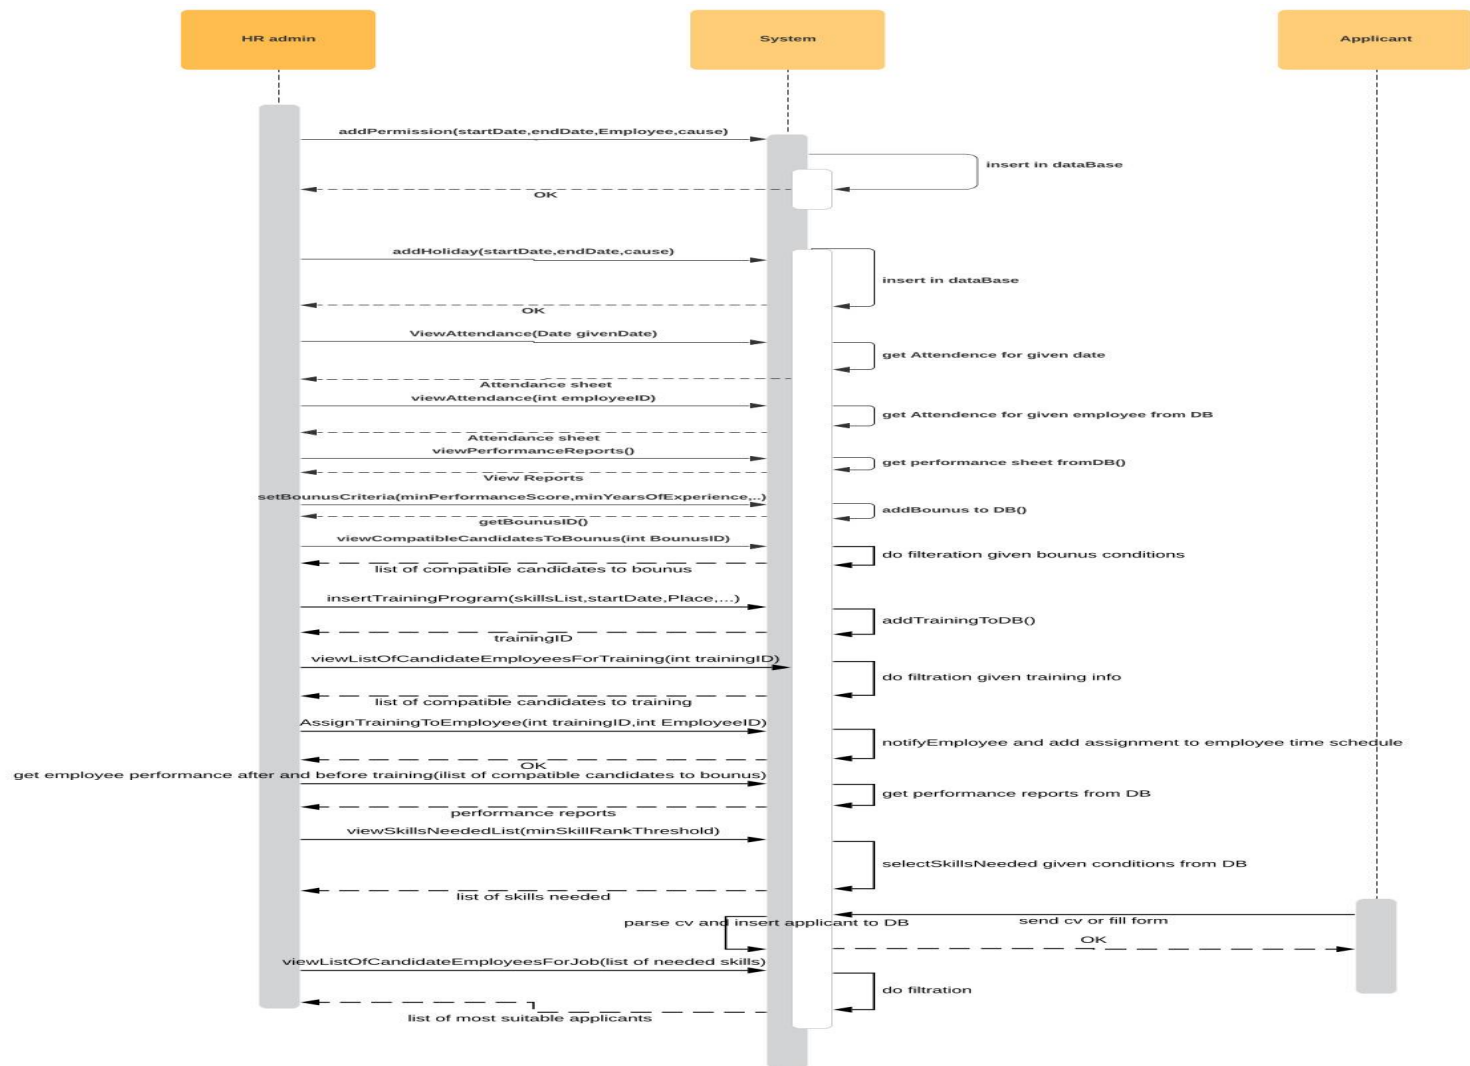 HR admin
System
Applicant
addPermission(startDate,endDate,Employee,cause)
insert in dataBase
OK
addHoliday(startDate,endDate,cause)
insert in dataBase
OK
ViewAttendance(Date givenDate)
get Attendence for given date
Attendance sheet
viewAttendance(int employeeID)
get Attendence for given employee from DB
Attendance sheet
viewPerformanceReports()
get performance sheet fromDB()
View Reports
setBounusCriteria(minPerformanceScore,minYearsOfExperience,..)
addBounus to DB()
getBounusID()
viewCompatibleCandidatesToBounus(int BounusID)
do filteration given bounus conditions
list of compatible candidates to bounus
insertTrainingProgram(skillsList,startDate,Place,...)
addTrainingToDB()
trainingID
viewListOfCandidateEmployeesForTraining(int trainingID)
do filtration given training info
list of compatible candidates to training
AssignTrainingToEmployee(int trainingID,int EmployeeID)
notifyEmployee and add assignment to employee time schedule
OK
get employee performance after and before training(ilist of compatible candidates to bounus)
get performance reports from DB
performance reports
viewSkillsNeededList(minSkillRankThreshold)
selectSkillsNeeded given conditions from DB
list of skills needed
send cv or fill form
parse cv and insert applicant to DB
OK
viewListOfCandidateEmployeesForJob(list of needed skills)
do filtration
list of most suitable applicants